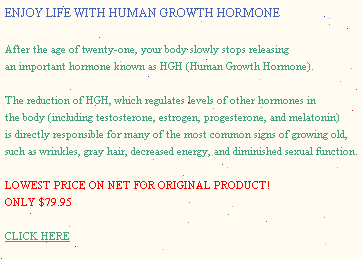 ENJOY LIFE WITH HUMAN GROWTH HORMONE
After the age of twenty-one, your body slowly stops releasing
an important hormone known as HGH (Human Growth Hormone).
The reduction of HGH, which regulates levels of other hormones in
the body (including testosterone, estrogen, progesterone, and melatonin)
is directly responsible for many of the most common signs of growing old,
such as wrinkles, gray hair, decreased energy, and diminished sexual function.
LOWEST PRICE ON NET FOR ORIGINAL PRODUCT!
ONLY $79.95
CLICK HERE